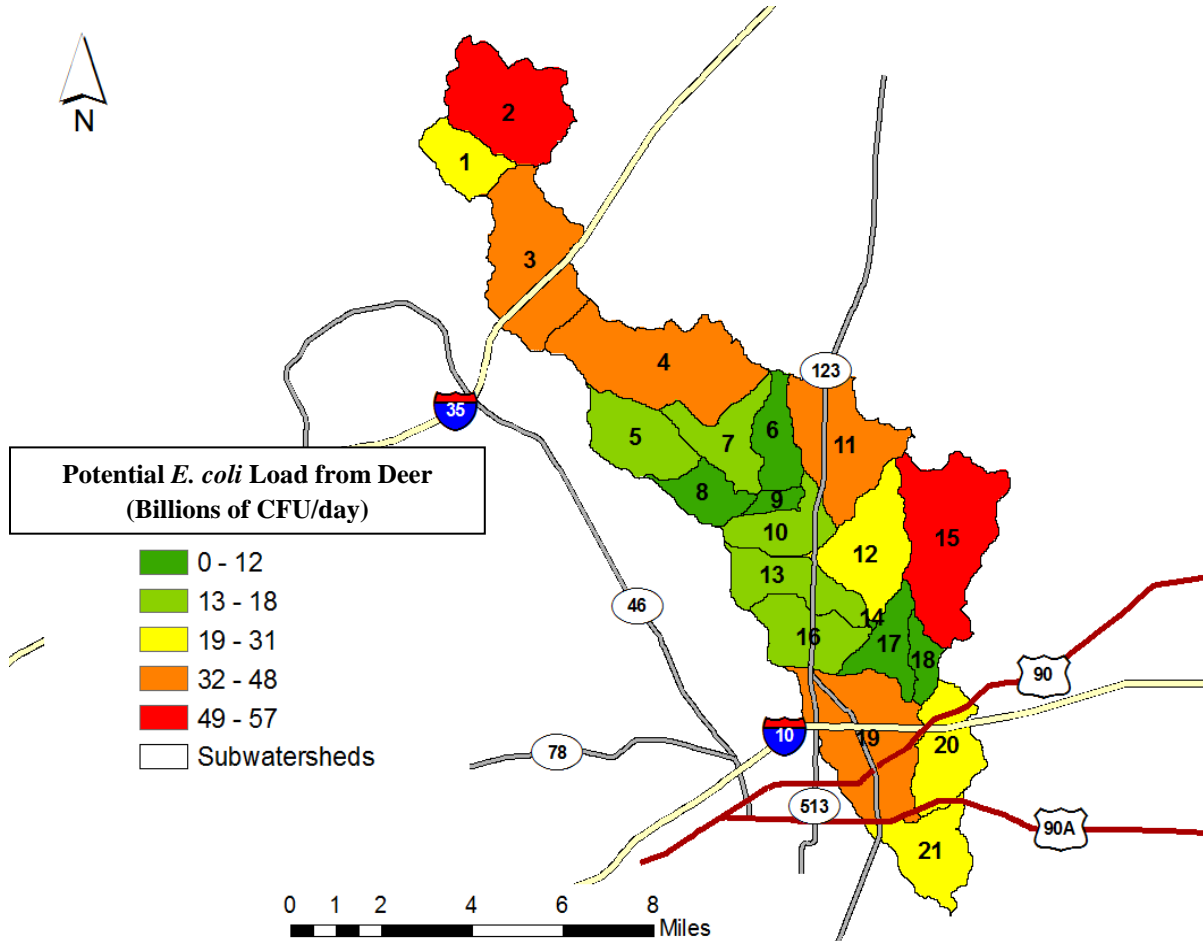 N
2
1
3
4
123
35
5
7
6
11
Potential E. coli Load from Deer
(Billions of CFU/day)
8
9
10
12
15
0 - 12
13 - 18
19 - 31
32 - 48
49 - 57
Subwatersheds
13
46
14
16
17
18
90
10
19
20
78
513
90A
21
0 1 2 4 6 8
Miles